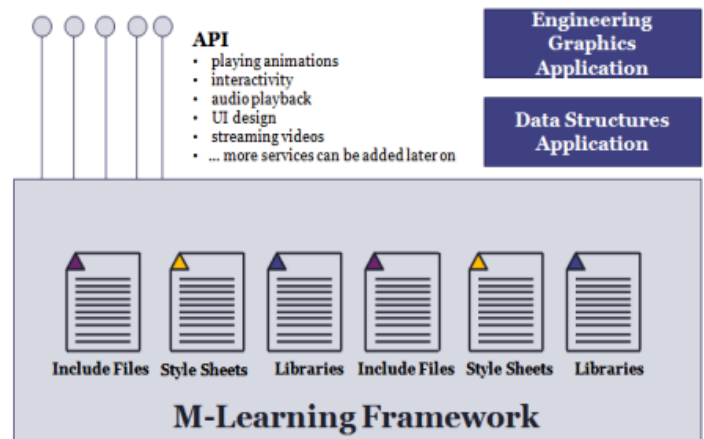 API
• playing animations
• interactivity
• audio playback
• UI design
• streaming videos
• ... more services can be added later on
Engineering
Graphics
Application
Data Structures
Application
Include Files
Style Sheets
Libraries
Include Files
Style Sheets
Libraries
M-Learning Framework